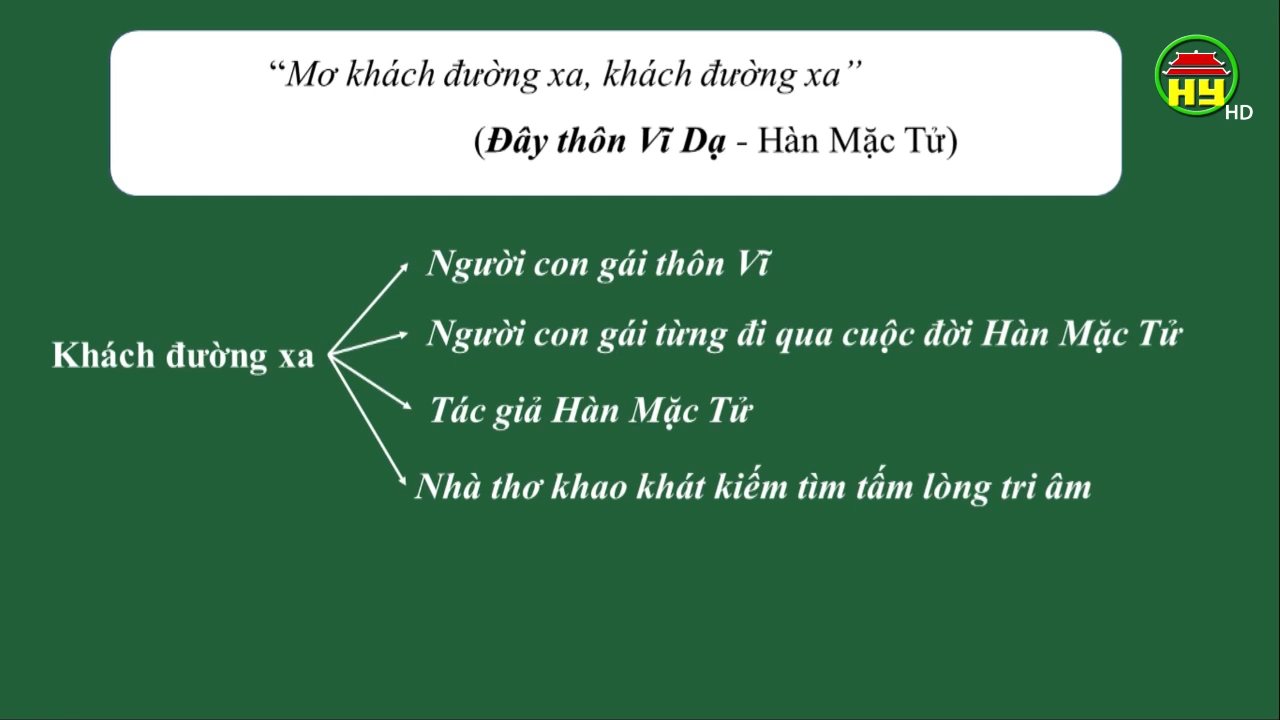 “Mơ khách đường xa, khách đường xa”
(Đây thôn Vĩ Dạ - Hàn Mặc Tử)
HY
HD
Người con gái thôn Vĩ
Người con gái từng đi qua cuộc đời Hàn Mặc Tử
Khách đường xa
Tác giả Hàn Mặc Tử
Nhà thơ khao khát kiếm tìm tấm lòng tri âm